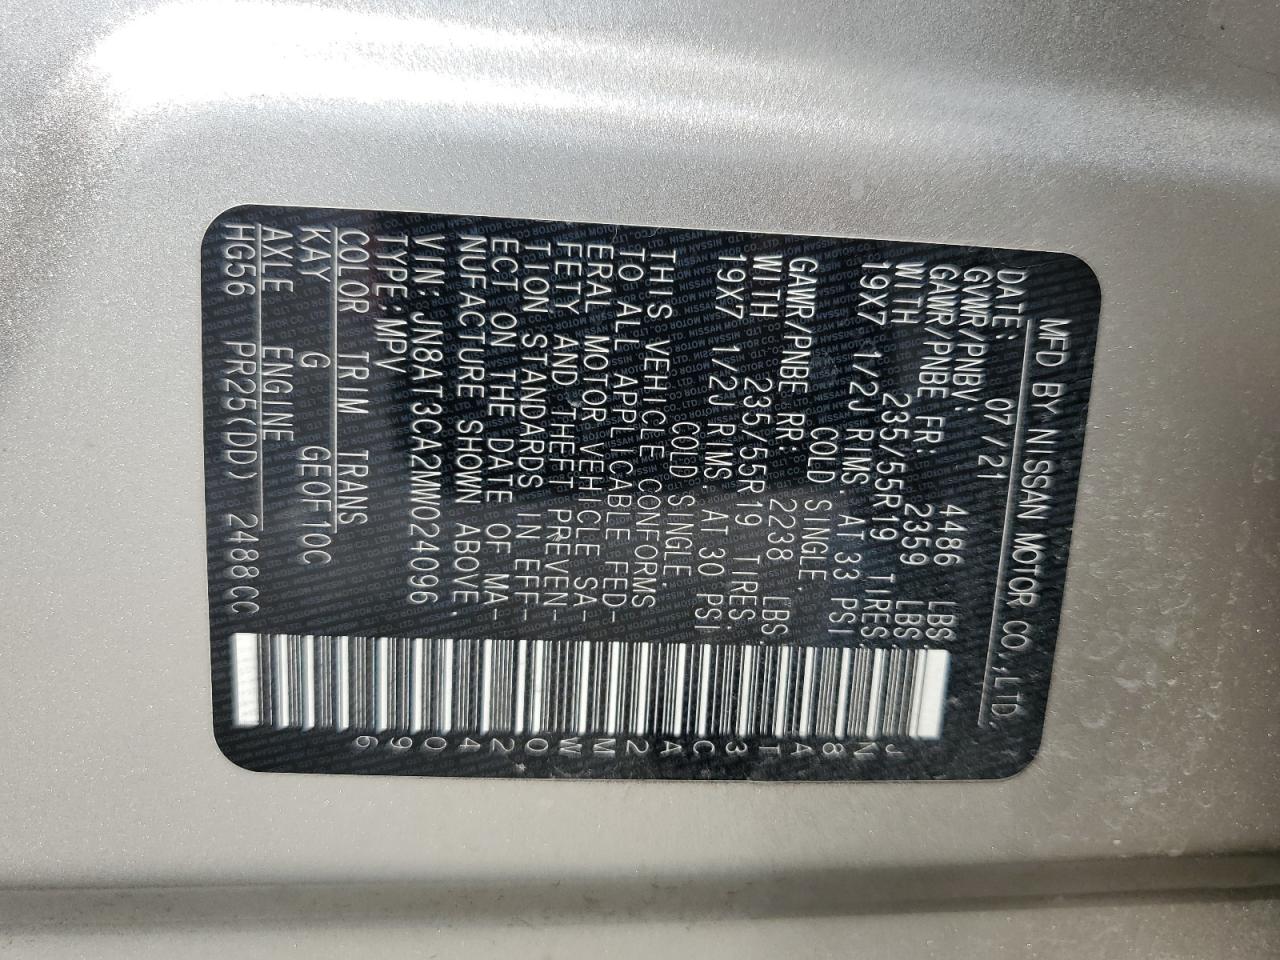 MFD BY NISSAN MOTOR CO.,LTD.
DATE: 07 /21
GVWR/PNBV: 4486 LBS.
GAWR/PNBE FR: 2359 LBS.
WITH 235/55R19 TIRES,
19X7 1/2J RIMS, AT 33 PSI
COLD SINGLE,
GAWR/PNBE RR: 2238 LBS.
WITH 235/55R19 TIRES,
19X7 1/2J RIMS, AT 30 PSI
COLD SINGLE.
THIS VEHICLE CONFORMS
TO ALL APPLICABLE FED-
ERAL MOTOR VEHICLE SA-
FETY AND THEFT PREVEN-
TION STANDARDS IN EFF-
ECT ON THE DATE OF MA-
NUFACTURE SHOWN ABOVE.
VIN: JN8AT3CA2MW024096
TYPE:MPV
COLOR TRIM TRANS
KAY G GE0F10C
AXLE ENGINE
HG56 PR25(DD) 2488CC
JN8AT3CA2MW024096